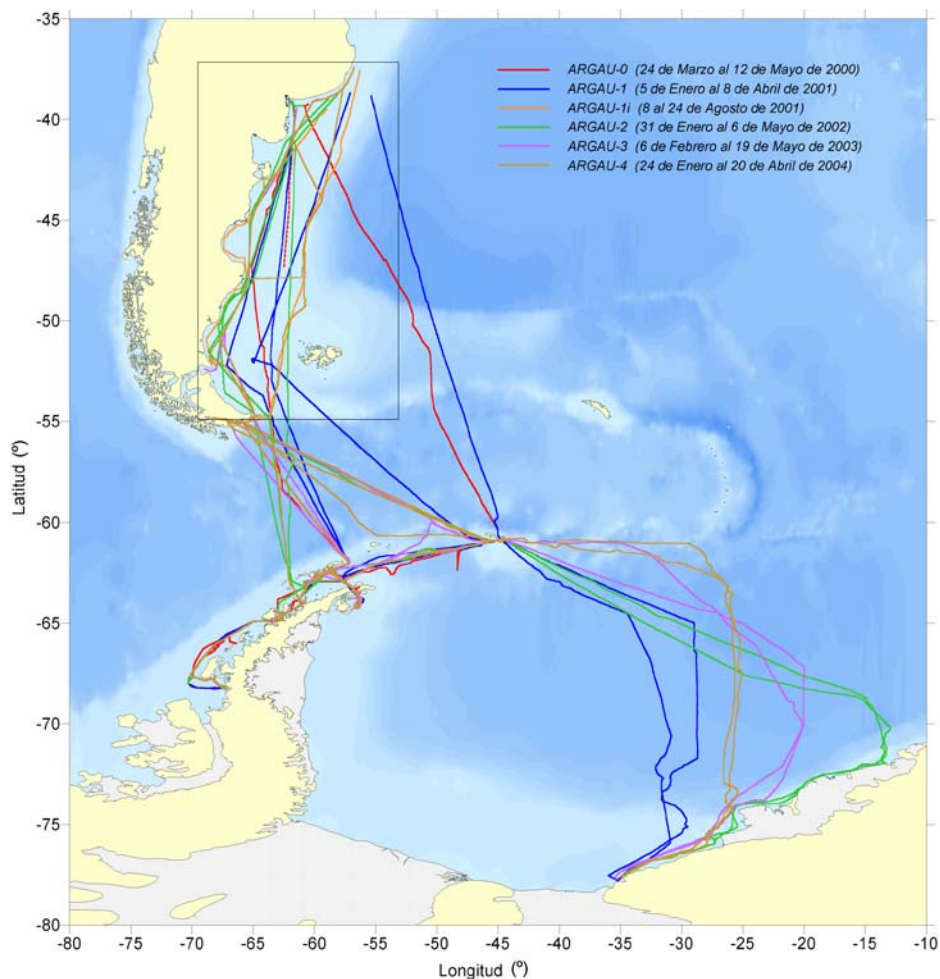 -35
-40
-45
-50
-55
-60
-65
-70
-75
-80
Latitud (º)
ARGAU-0 (24 de Marzo al 12 de Mayo de 2000)
ARGAU-1 (5 de Enero al 8 de Abril de 2001)
ARGAU-1i (8 al 24 de Agosto de 2001)
ARGAU-2 (31 de Enero al 6 de Mayo de 2002)
ARGAU-3 (6 de Febrero al 19 de Mayo de 2003)
ARGAU-4 (24 de Enero al 20 de Abril de 2004)
-80 -75 -70 -65 -60 -55 -50 -45 -40 -35 -30 -25 -20 -15 -10
Longitud (º)